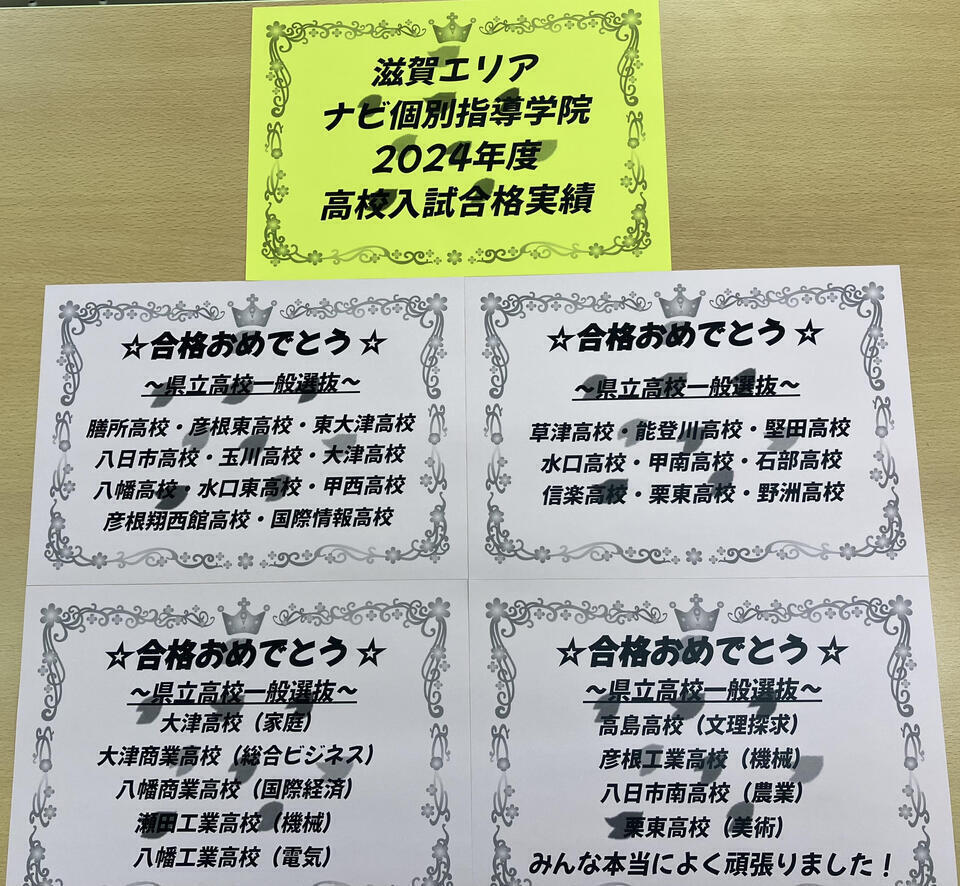 滋賀エリア
ナビ個別指導学院
2024年度
高校入試合格実績
☆合格おめでとう☆
～県立高校一般選抜～
膳所高校・彦根東高校・東大津高校
八日市高校・玉川高校・大津高校
八幡高校・水口東高校・甲西高校
彦根翔西館高校・国際情報高校
☆合格おめでとう☆
～県立高校一般選抜～
草津高校・能登川高校・堅田高校
水口高校・甲南高校・石部高校
信楽高校・栗東高校・野洲高校
☆合格おめでとう☆
～県立高校一般選抜～
大津高校（家庭）
大津商業高校（総合ビジネス）
八幡商業高校（国際経済）
瀬田工業高校（機械）
八幡工業高校（電気）
☆合格おめでとう☆
～県立高校一般選抜～
高島高校（文理探求）
彦根工業高校（機械）
八日市南高校（農業）
栗東高校（美術）
みんな本当によく頑張りました！